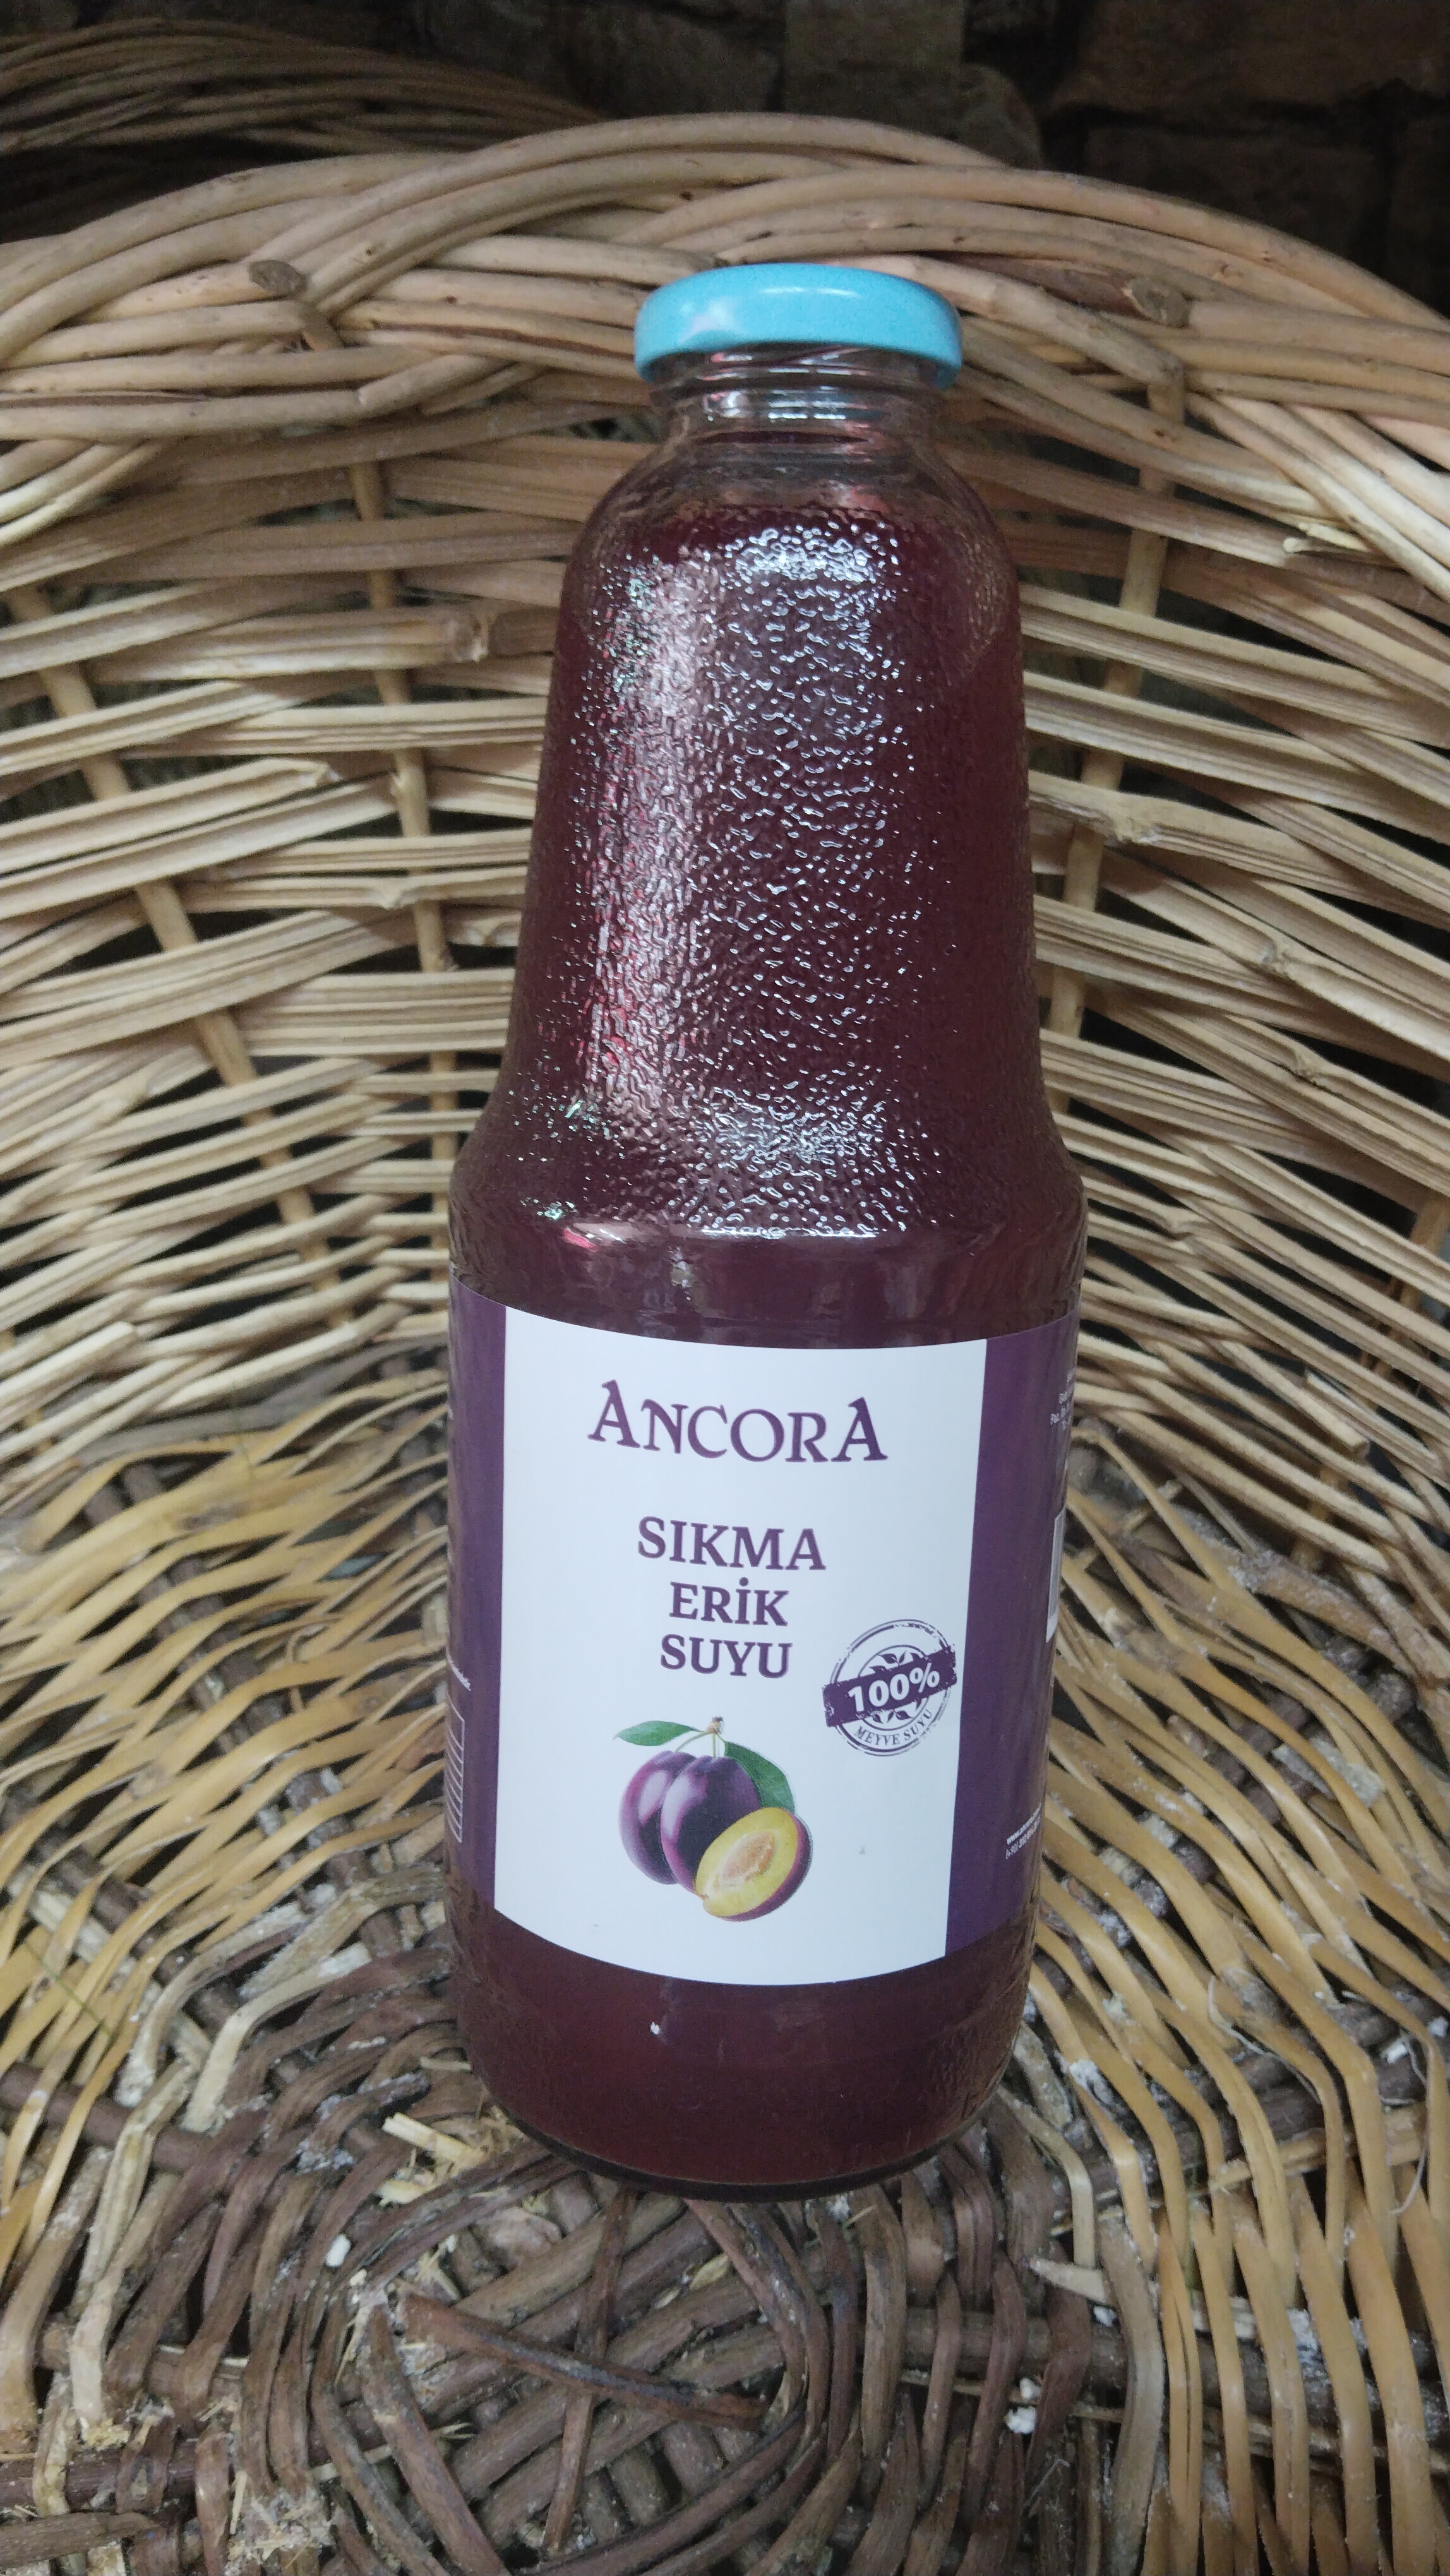 ANCORA
SIKMA
ERİK
SUYU
100%
MEYVE SUYU